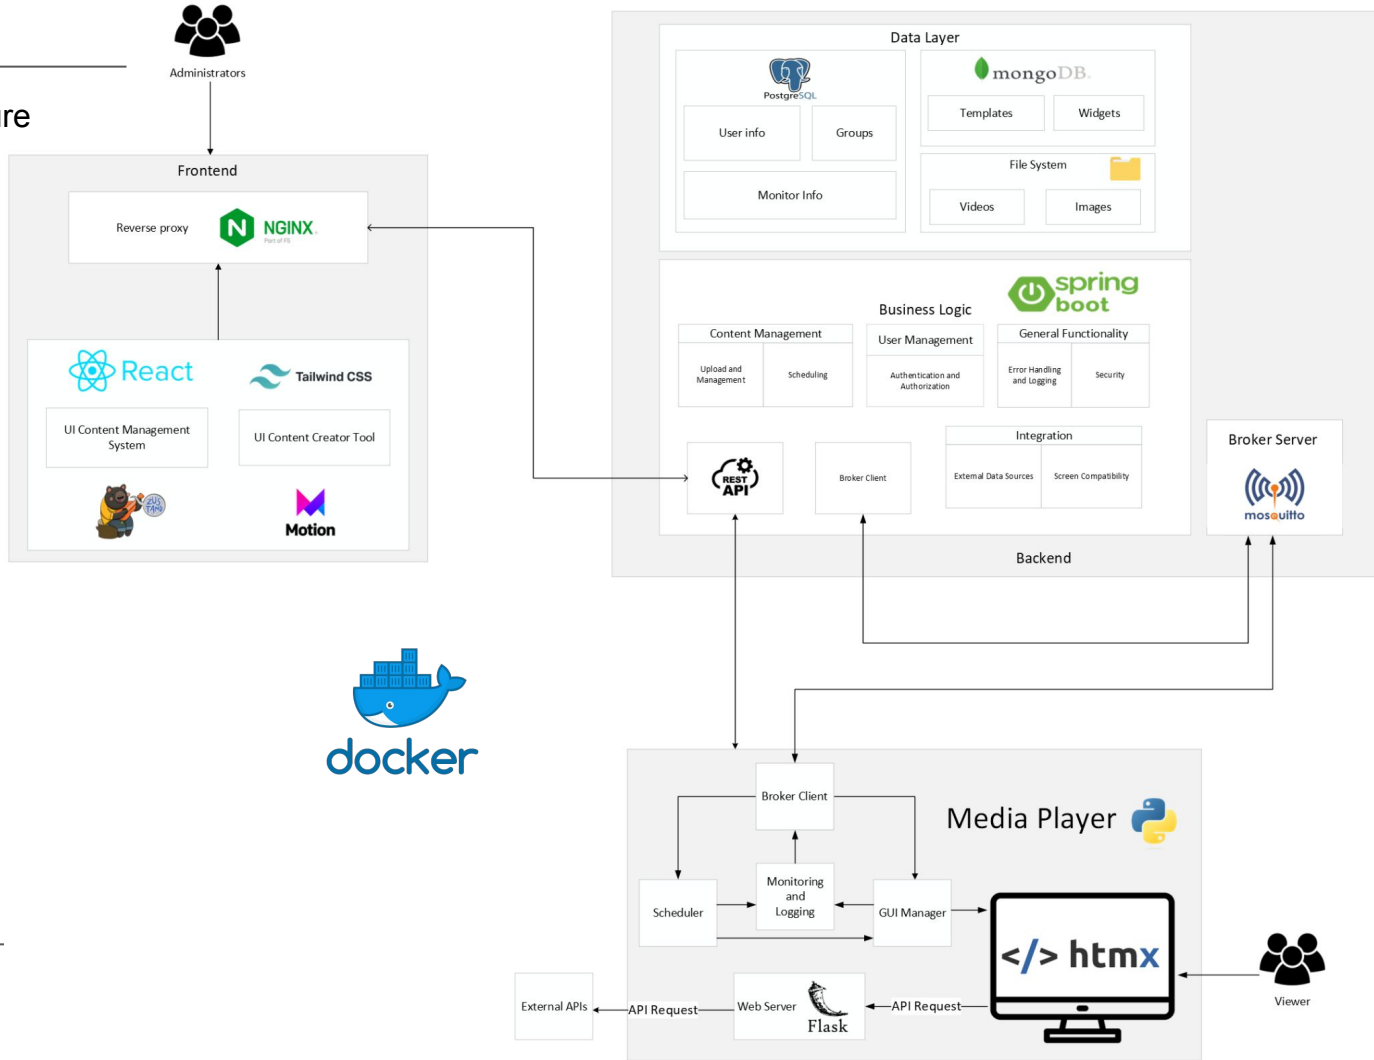 Administrators
ure
Frontend
Reverse proxy
NGINX
Part of F5
React
Tailwind CSS
UI Content Management
System
UI Content Creator Tool
ZUS
TAND
Motion
docker
Data Layer
PostgreSQL
User info
Groups
Monitor Info
mongoDB
Templates
Widgets
File System
Videos
Images
spring
boot
Business Logic
Content Management
Upload and
Management
Scheduling
User Management
Authentication and
Authorization
General Functionality
Error Handling
and Logging
Security
REST
API
Broker Client
Integration
External Data Sources
Screen Compatibility
Backend
Broker Server
mosquitto
Media Player
Broker Client
Monitoring
and
Logging
Scheduler
GUI Manager
</> htmx
Viewer
External APIs
API Request
Web Server
Flask
API Request